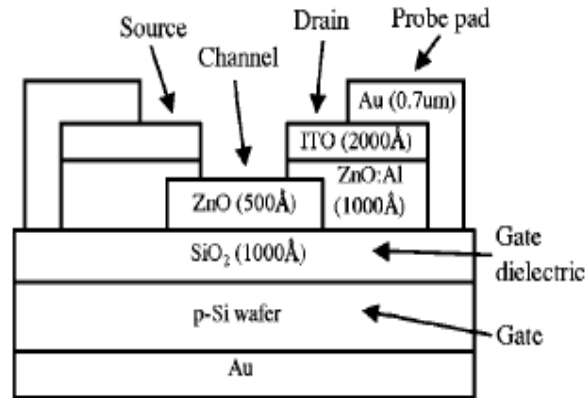 Source
Drain
Probe pad
Channel
Au (0.7um)
ITO (2000Å)
ZnO:Al
(1000Å)
ZnO (500Å)
SiO₂ (1000Å)
Gate
dielectric
p-Si wafer
Gate
Au